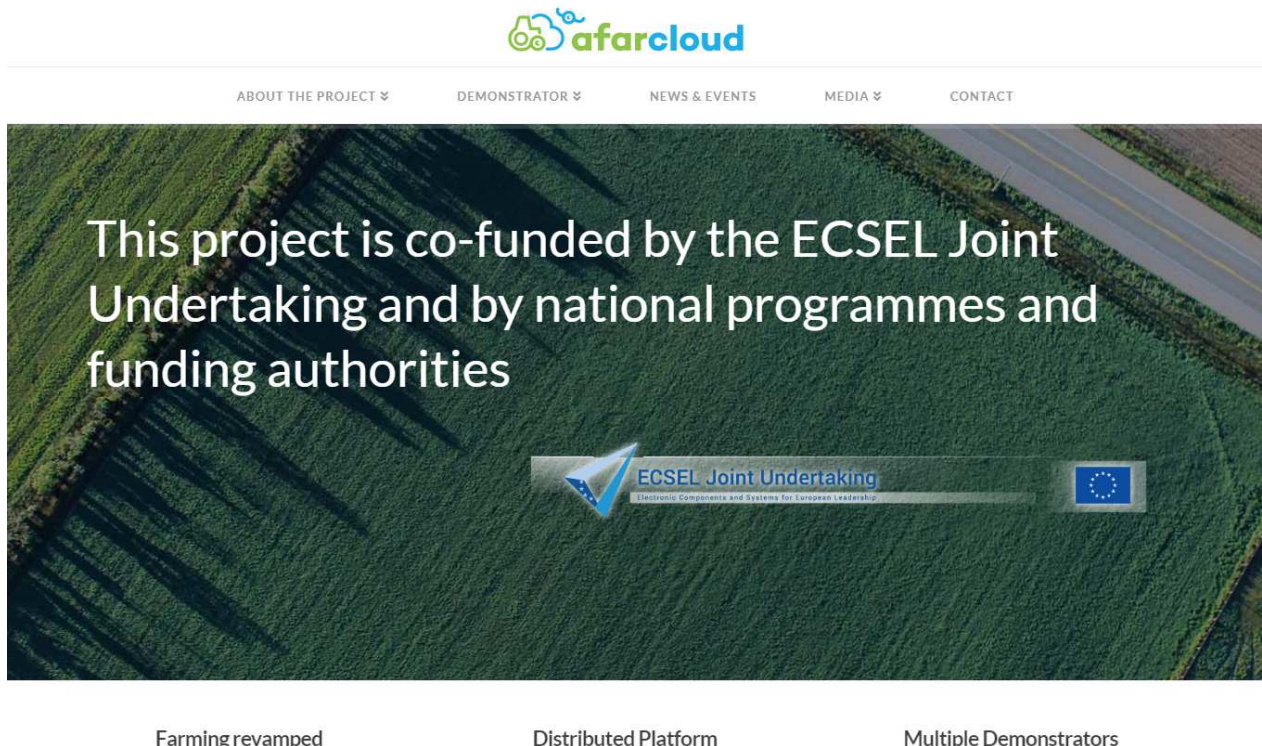 afarcloud
ABOUT THE PROJECT
DEMONSTRATOR
NEWS & EVENTS
MEDIA
CONTACT
This project is co-funded by the ECSEL Joint
Undertaking and by national programmes and
funding authorities
ECSEL Joint Undertaking
Electronic Components and Systems for European Leadership
Farming revamped
Distributed Platform
Multiple Demonstrators